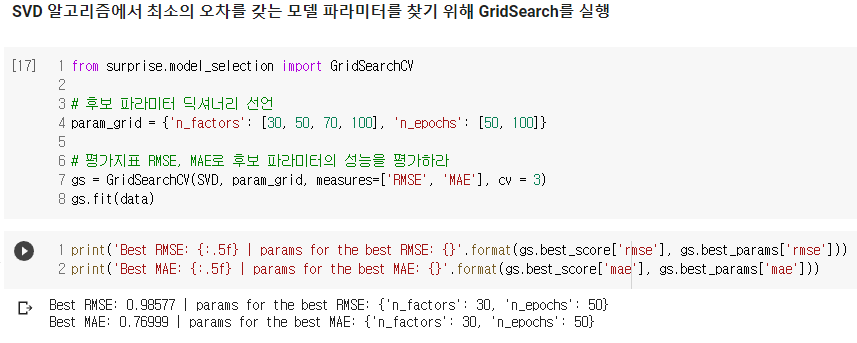 SVD 알고리즘에서 최소의 오차를 갖는 모델 파라미터를 찾기 위해 GridSearch를 실행
[17] 1 from surprise.model_selection import GridSearchCV
2
3 # 후보 파라미터 딕셔너리 선언
4 param_grid = {'n_factors': [30, 50, 70, 100], 'n_epochs': [50, 100]}
5
6 # 평가지표 RMSE, MAE로 후보 파라미터의 성능을 평가하라
7 gs = GridSearchCV(SVD, param_grid, measures=['RMSE', 'MAE'], cv = 3)
8 gs.fit(data)
1 print('Best RMSE: {:.5f} | params for the best RMSE: {}'.format(gs.best_score['rmse'], gs.best_params['rmse']))
2 print('Best MAE: {:.5f} | params for the best MAE: {}'.format(gs.best_score['mae'], gs.best_params['mae']))
Best RMSE: 0.98577 | params for the best RMSE: {'n_factors': 30, 'n_epochs': 50}
Best MAE: 0.76999 | params for the best MAE: {'n_factors': 30, 'n_epochs': 50}